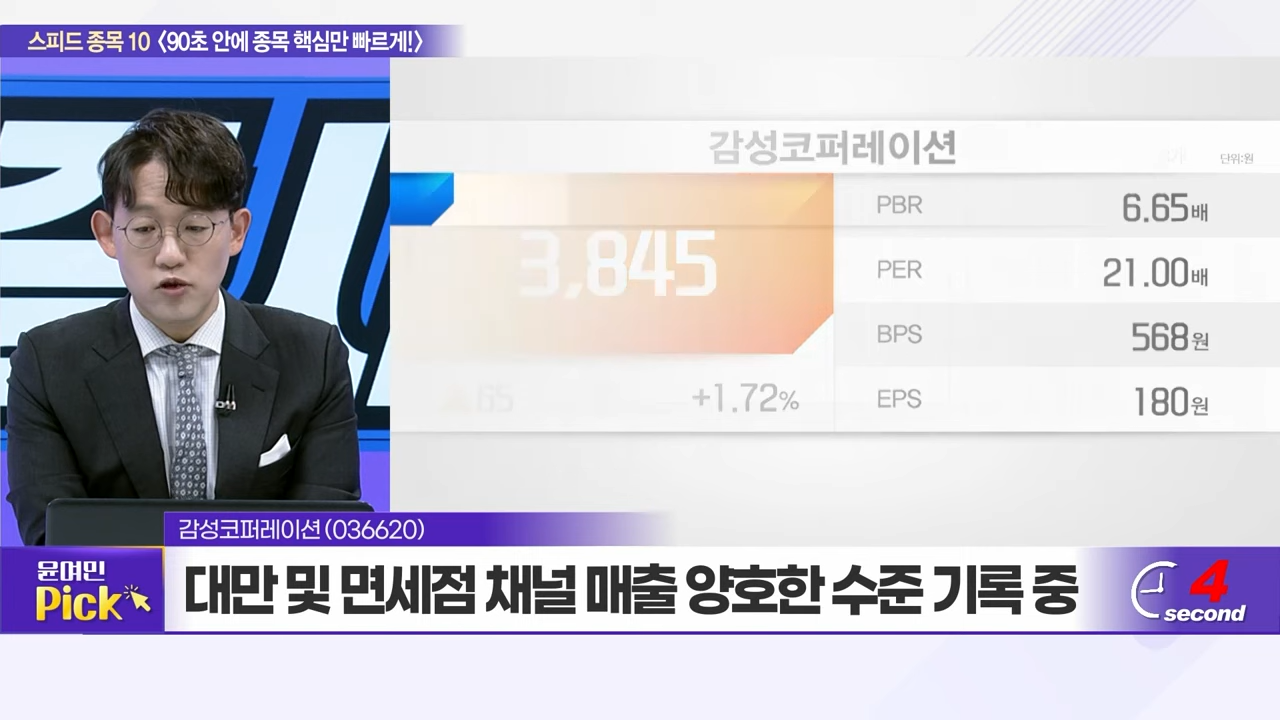 스피드 종목 10 〈90초 안에 종목 핵심만 빠르게!〉
감성코퍼레이션
단위:원
3,845
▲65
+1.72%
PBR 6.65배
PER 21.00배
BPS 568원
EPS 180원
감성코퍼레이션(036620)
윤여민
Pick
대만 및 면세점 채널 매출 양호한 수준 기록 중
4
second